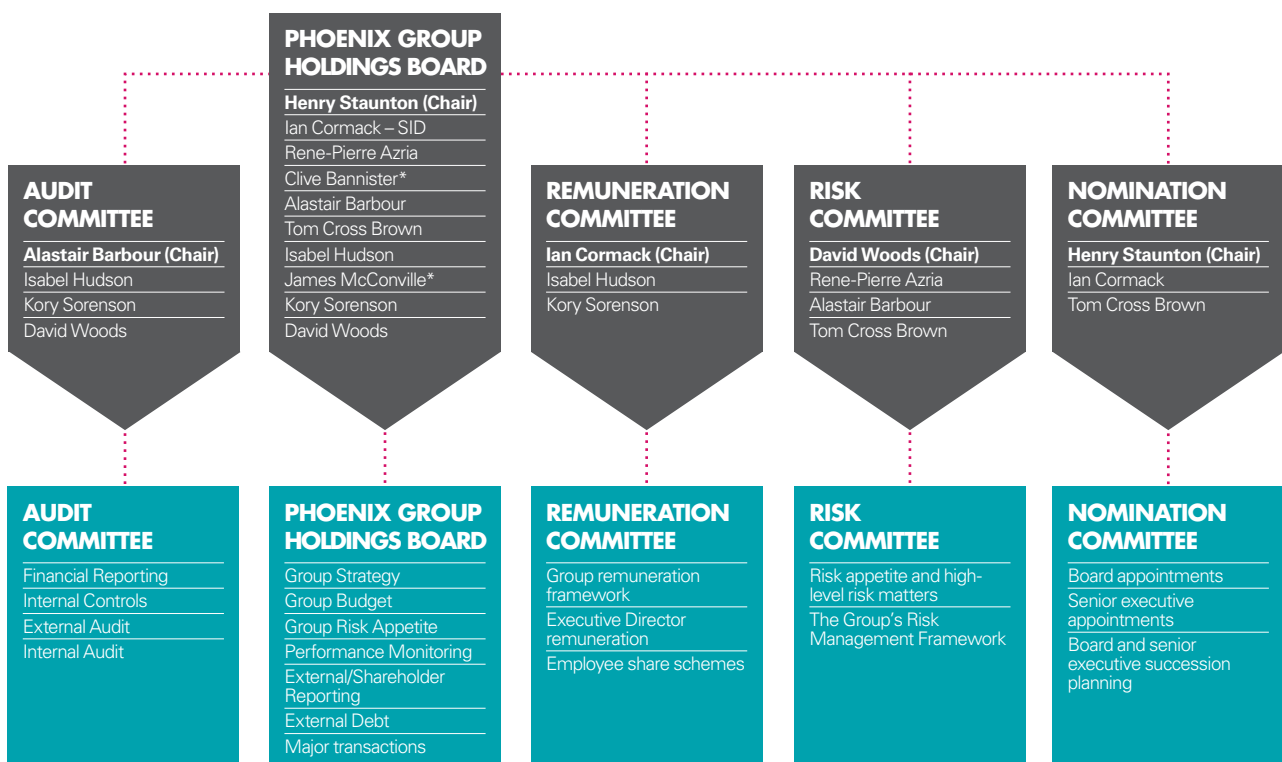 PHOENIX GROUP
HOLDINGS BOARD
Henry Staunton (Chair)
Ian Cormack – SID
Rene-Pierre Azria
Clive Bannister*
Alastair Barbour
Tom Cross Brown
Isabel Hudson
James McConville*
Kory Sorenson
David Woods
AUDIT
COMMITTEE
Alastair Barbour (Chair)
Isabel Hudson
Kory Sorenson
David Woods
REMUNERATION
COMMITTEE
Ian Cormack (Chair)
Isabel Hudson
Kory Sorenson
RISK
COMMITTEE
David Woods (Chair)
Rene-Pierre Azria
Alastair Barbour
Tom Cross Brown
NOMINATION
COMMITTEE
Henry Staunton (Chair)
Ian Cormack
Tom Cross Brown
AUDIT
COMMITTEE
Financial Reporting
Internal Controls
External Audit
Internal Audit
PHOENIX GROUP
HOLDINGS BOARD
Group Strategy
Group Budget
Group Risk Appetite
Performance Monitoring
External/Shareholder
Reporting
External Debt
Major transactions
REMUNERATION
COMMITTEE
Group remuneration
framework
Executive Director
remuneration
Employee share schemes
RISK
COMMITTEE
Risk appetite and high-
level risk matters
The Group’s Risk
Management Framework
NOMINATION
COMMITTEE
Board appointments
Senior executive
appointments
Board and senior
executive succession
planning